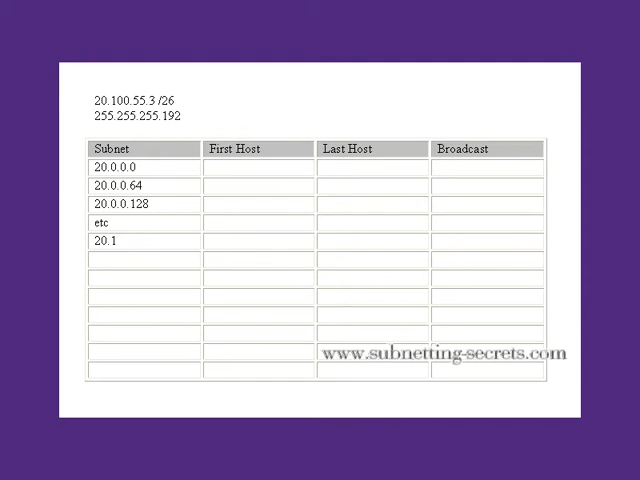 20.100.55.3 /26
255.255.255.192
Subnet First Host Last Host Broadcast
20.0.0.0
20.0.0.64
20.0.0.128
etc
20.1
www.subnetting-secrets.com